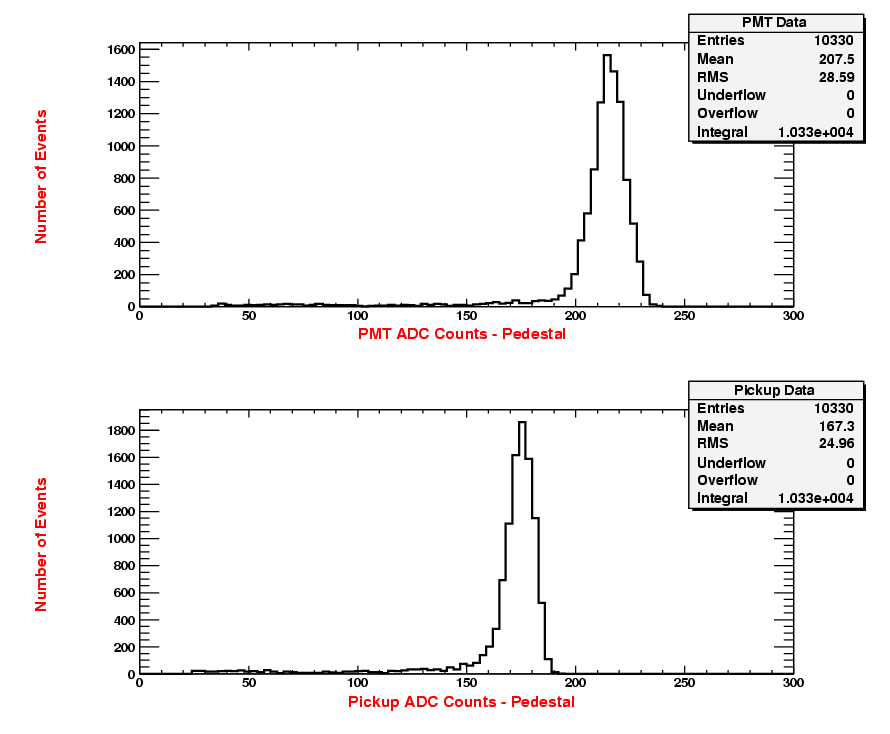 PMT Data
Entries 10330
Mean 207.5
RMS 28.59
Underflow 0
Overflow 0
Integral 1.033e+004
Number of Events
1600
1400
1200
1000
800
600
400
200
0
0 50 100 150 200 250 300
PMT ADC Counts - Pedestal
Pickup Data
Entries 10330
Mean 167.3
RMS 24.96
Underflow 0
Overflow 0
Integral 1.033e+004
Number of Events
1800
1600
1400
1200
1000
800
600
400
200
0
0 50 100 150 200 250 300
Pickup ADC Counts - Pedestal